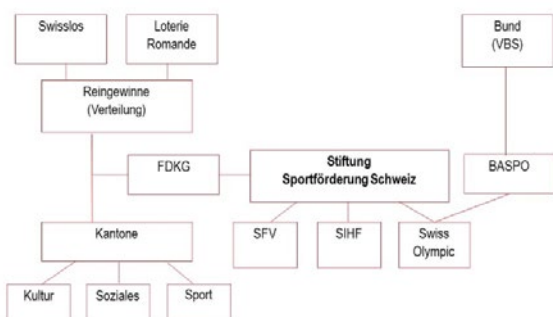 Swisslos
Loterie
Romande
Bund
(VBS)
Reingewinne
(Verteilung)
FDKG
Stiftung
Sportförderung Schweiz
BASPO
Kantone
SFV
SIHF
Swiss
Olympic
Kultur
Soziales
Sport